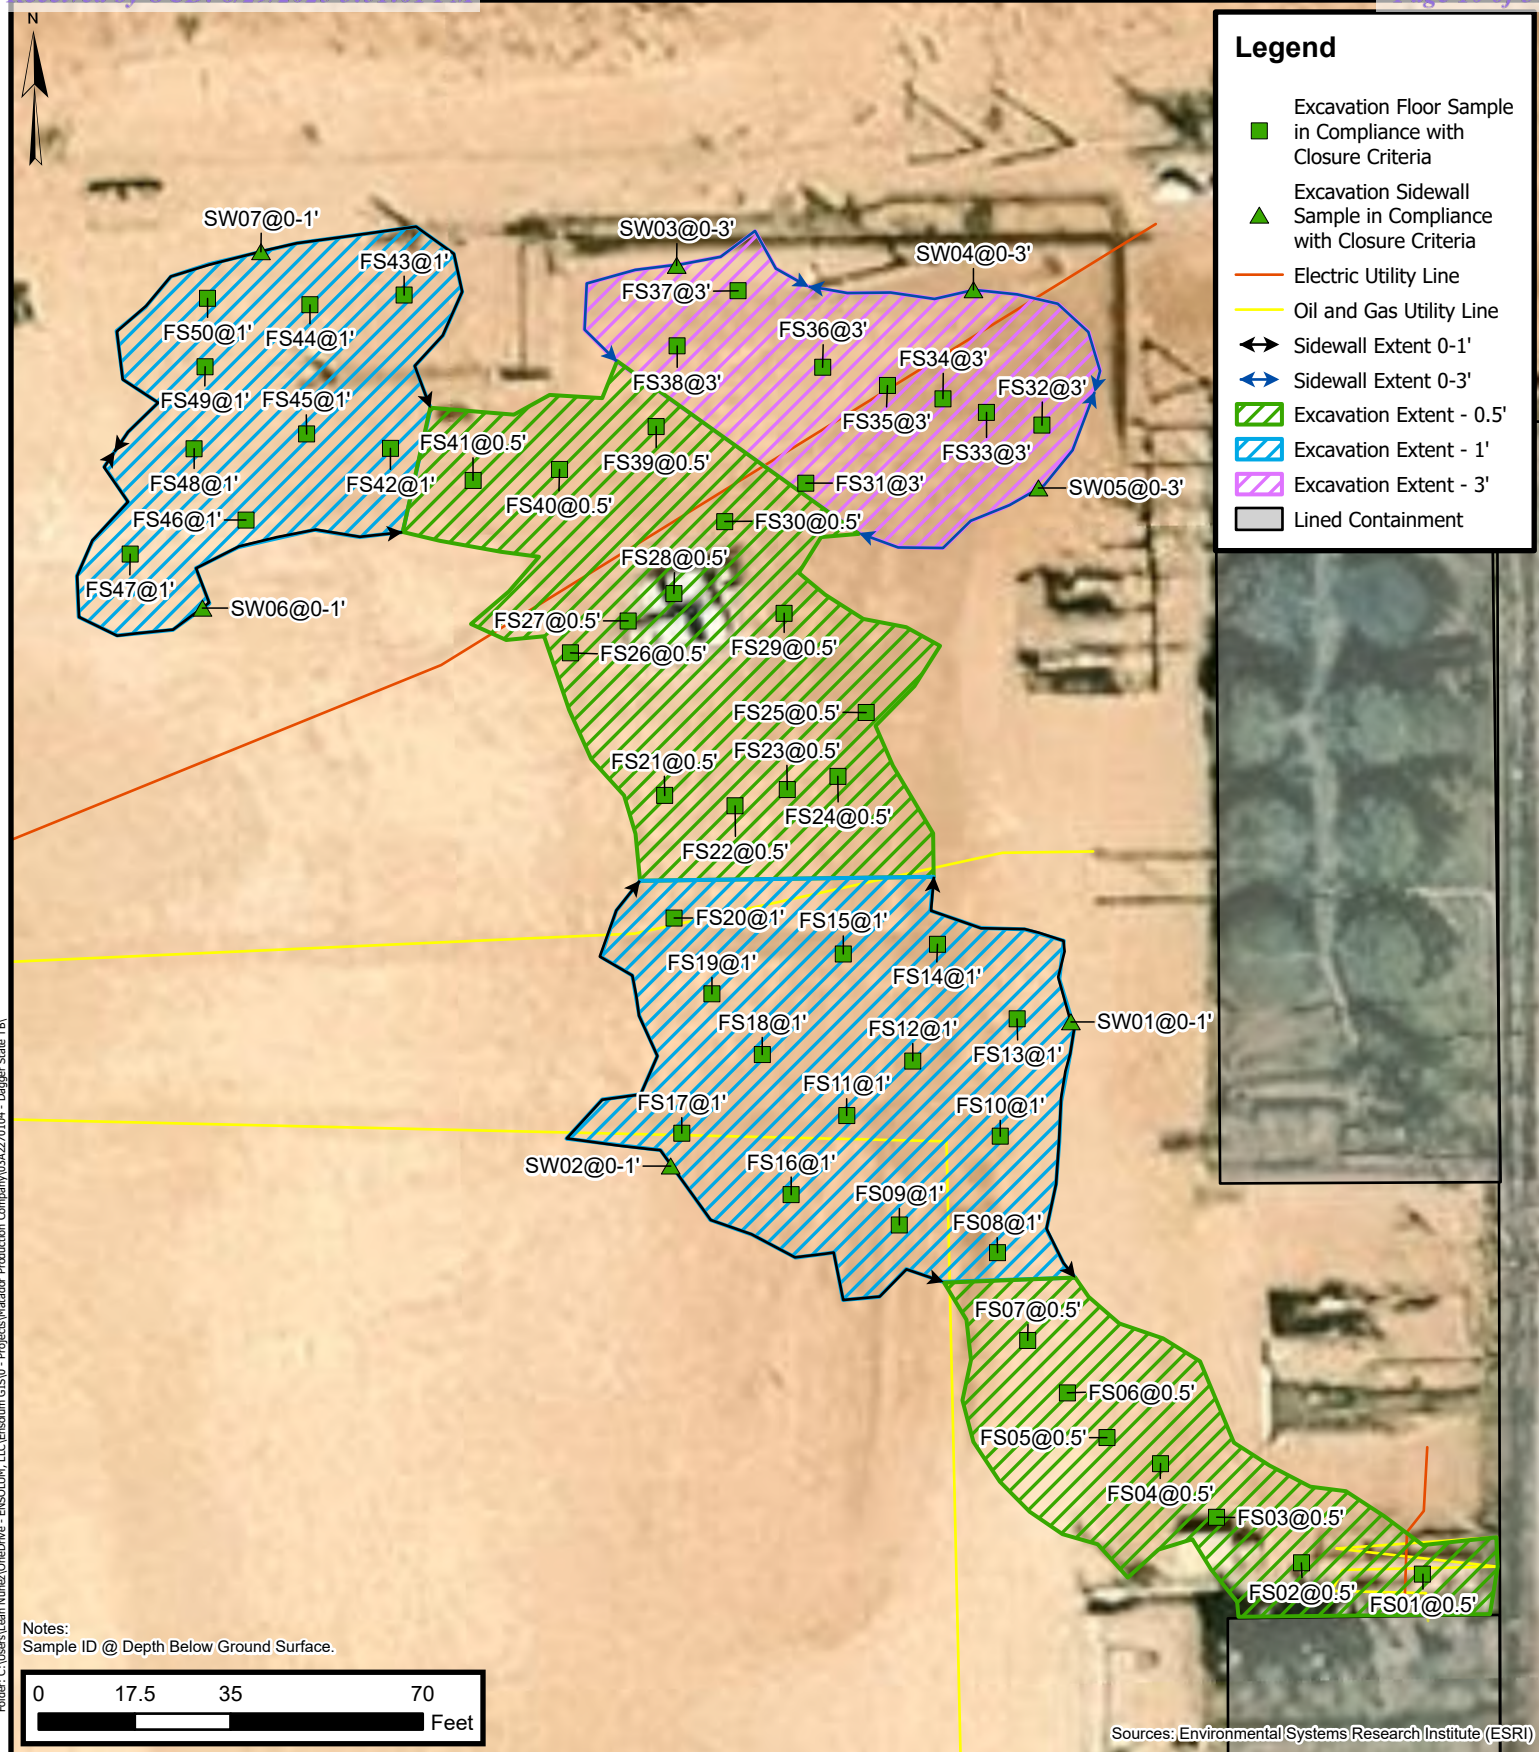 N
Legend
Excavation Floor Sample
in Compliance with
Closure Criteria
Excavation Sidewall
Sample in Compliance
with Closure Criteria
Electric Utility Line
Oil and Gas Utility Line
Sidewall Extent 0-1'
Sidewall Extent 0-3'
Excavation Extent - 0.5'
Excavation Extent - 1'
Excavation Extent - 3'
Lined Containment
SW07@0-1'
FS43@1'
FS50@1'
FS44@1'
FS49@1'
FS45@1'
FS48@1'
FS42@1'
FS46@1'
FS47@1'
SW06@0-1'
SW03@0-3'
SW04@0-3'
FS37@3'
FS36@3'
FS38@3'
FS34@3'
FS35@3'
FS32@3'
FS33@3'
FS31@3'
SW05@0-3'
FS41@0.5'
FS39@0.5'
FS40@0.5'
FS30@0.5'
FS28@0.5'
FS27@0.5'
FS26@0.5'
FS29@0.5'
FS25@0.5'
FS23@0.5'
FS21@0.5'
FS24@0.5'
FS22@0.5'
FS20@1'
FS15@1'
FS14@1'
FS19@1'
FS18@1'
FS12@1'
SW01@0-1'
FS13@1'
FS11@1'
FS17@1'
FS10@1'
SW02@0-1'
FS16@1'
FS09@1'
FS08@1'
FS07@0.5'
FS06@0.5'
FS05@0.5'
FS04@0.5'
FS03@0.5'
FS02@0.5'
FS01@0.5'
Notes:
Sample ID @ Depth Below Ground Surface.
0 17.5 35 70
Feet
Sources: Environmental Systems Research Institute (ESRI)